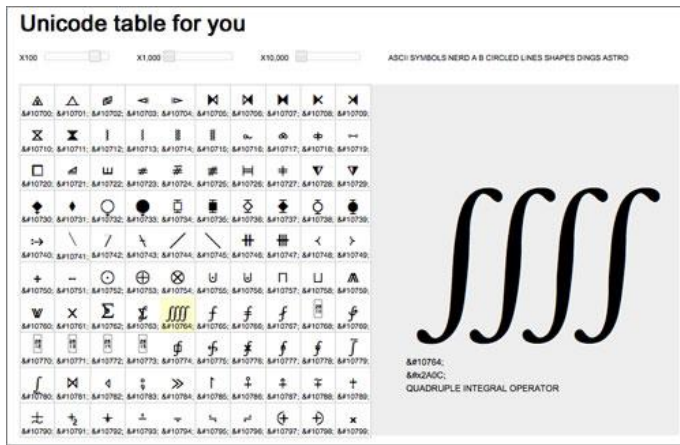 Unicode table for you
X100 X1,000 X10,000 ASCII SYMBOLS NERD A B CIRCLED LINES SHAPES DINGS ASTRO
&#10700; &#10701; &#10702; &#10703; &#10704; &#10705; &#10706; &#10707; &#10708; &#10709;
&#10710; &#10711; &#10712; &#10713; &#10714; &#10715; &#10716; &#10717; &#10718; &#10719;
&#10720; &#10721; &#10722; &#10723; &#10724; &#10725; &#10726; &#10727; &#10728; &#10729;
&#10730; &#10731; &#10732; &#10733; &#10734; &#10735; &#10736; &#10737; &#10738; &#10739;
&#10740; &#10741; &#10742; &#10743; &#10744; &#10745; &#10746; &#10747; &#10748; &#10749;
&#10750; &#10751; &#10752; &#10753; &#10754; &#10755; &#10756; &#10757; &#10758; &#10759;
&#10760; &#10761; &#10762; &#10763; &#10764; &#10765; &#10766; &#10767; &#10768; &#10769;
&#10770; &#10771; &#10772; &#10773; &#10774; &#10775; &#10776; &#10777; &#10778; &#10779;
&#10780; &#10781; &#10782; &#10783; &#10784; &#10785; &#10786; &#10787; &#10788; &#10789;
&#10790; &#10791; &#10792; &#10793; &#10794; &#10795; &#10796; &#10797; &#10798; &#10799;
⨌
&#10764;
&#x2A0C;
QUADRUPLE INTEGRAL OPERATOR